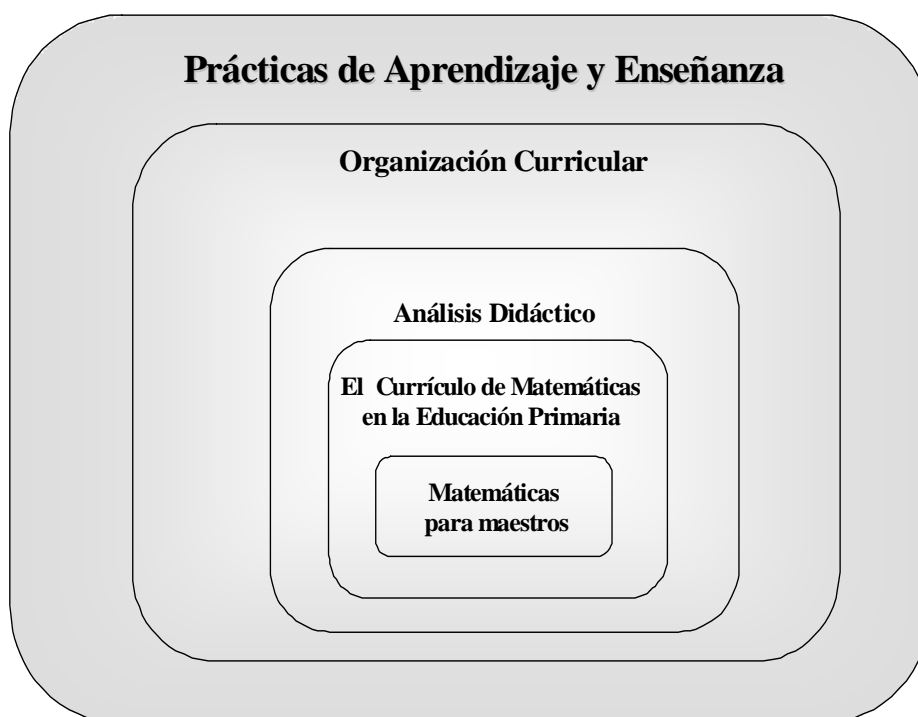 Prácticas de Aprendizaje y Enseñanza
Organización Curricular
Análisis Didáctico
El Currículo de Matemáticas
en la Educación Primaria
Matemáticas
para maestros